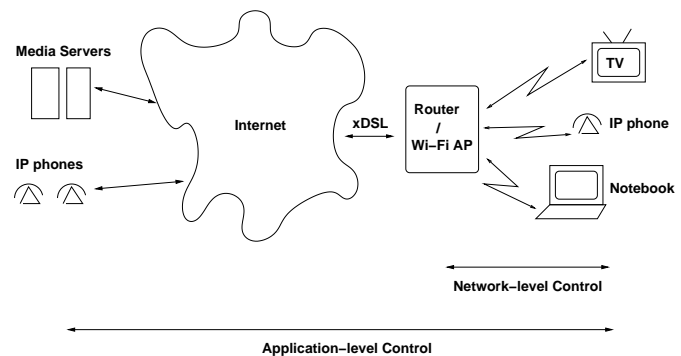 Media Servers
TV
Router
/
Wi−Fi AP
xDSL
Internet
IP phone
IP phones
Notebook
Network−level Control
Application−level Control